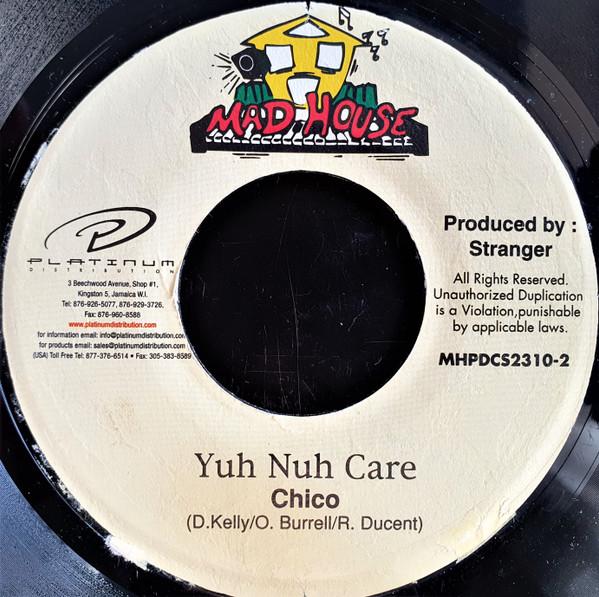 MAD HOUSE
PLATINUM
DISTRIBUTION
3 Beechwood Avenue, Shop #1,
Kingston 5, Jamaica W.I.
Tel: 876-926-5077, 876-929-3726,
Fax: 876-960-8588
www.platinumdistribution.com
for information email: info@platinumdistribution.com
for products email: sales@platinumdistribution.com
(USA) Toll Free Tel: 877-376-6514 • Fax: 305-383-8589
Produced by :
Stranger
All Rights Reserved.
Unauthorized Duplication
is a Violation,punishable
by applicable laws.
MHPDCS2310-2
Yuh Nuh Care
Chico
(D.Kelly/O. Burrell/R. Ducent)